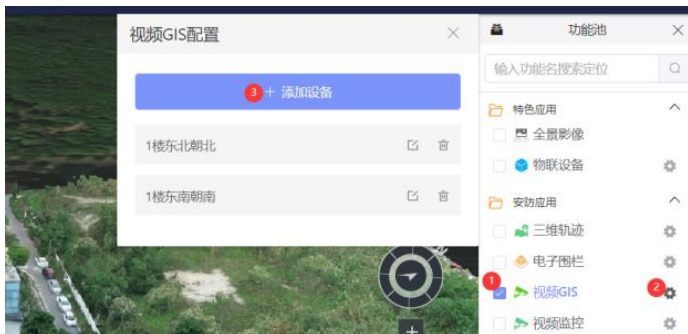 视频GIS配置
3
+ 添加设备
1楼东北朝北
1楼东南朝南
功能池
输入功能名搜索定位
特色应用
全景影像
物联设备
安防应用
三维轨迹
电子围栏
1
视频GIS
2
视频监控